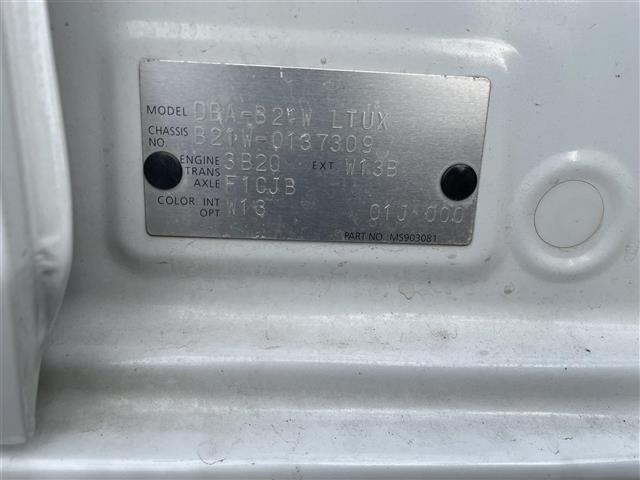 MODEL DBA-B21W LTUX
CHASSIS NO. B21W-0137309
ENGINE 3B20 EXT W13B
TRANS AXLE F1CJB
COLOR INT OPT W13 01J 000
PART NO. MS903081